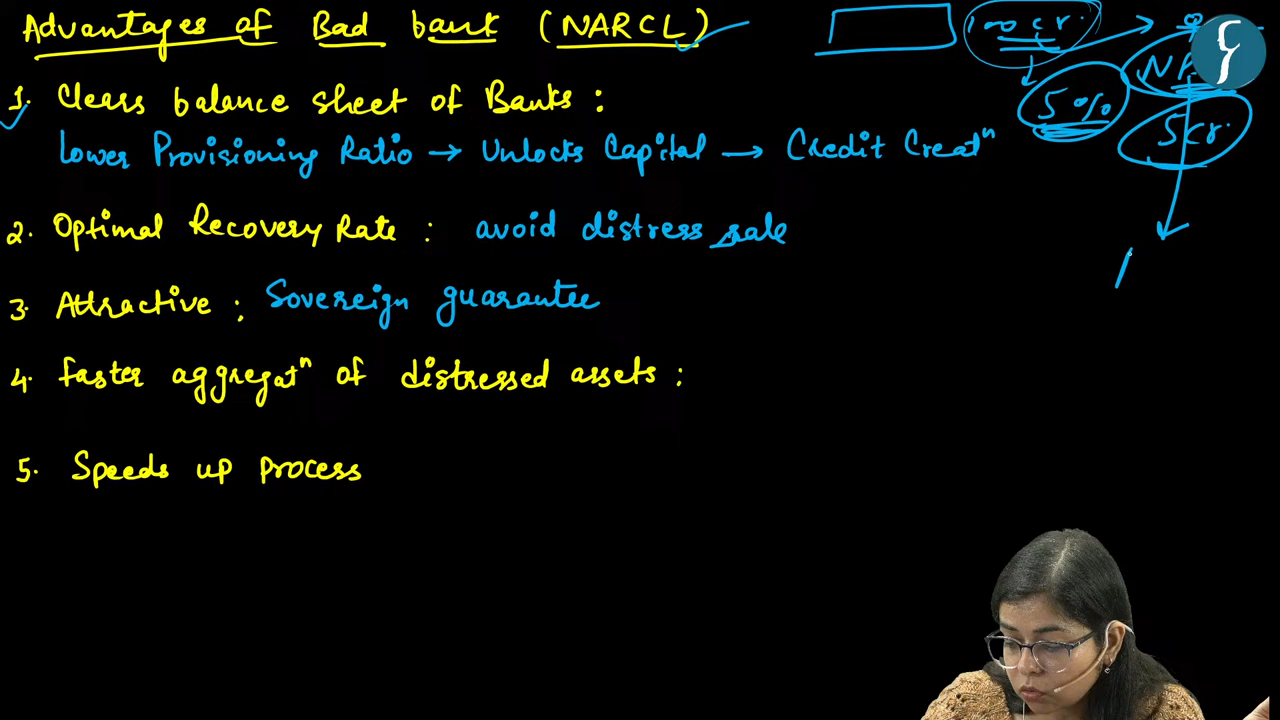 Advantages of Bad bank (NARCL)
100 cr.
5%
5 cr.
1. Clears balance sheet of Banks :
Lower Provisioning Ratio → Unlocks Capital → Credit Creatⁿ
2. Optimal Recovery Rate : avoid distress sale
3. Attractive : Sovereign guarantee
4. faster aggregatⁿ of distressed assets :
5. Speeds up process